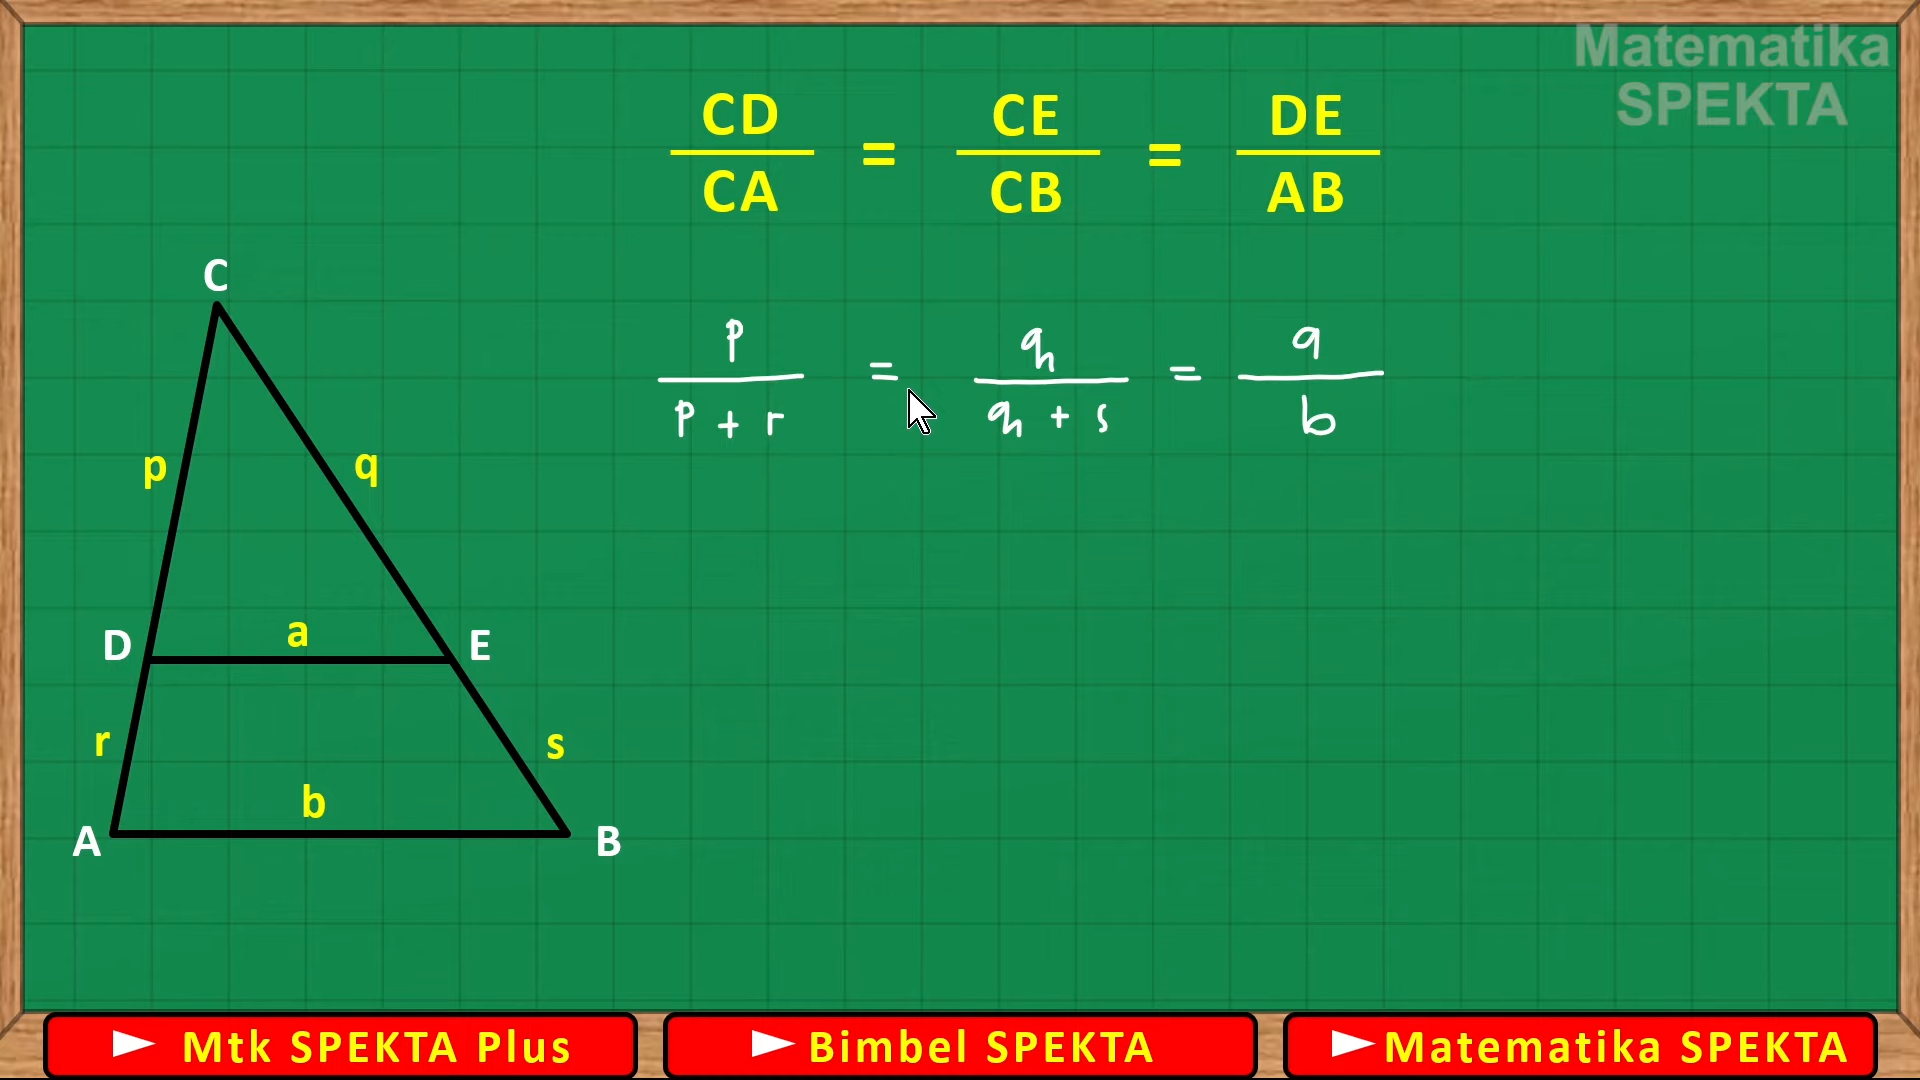 Matematika
SPEKTA
CD = CE = DE
CA CB AB
p = q = a
p + r q + s b
C
p q
D a E
r s
b
A B
Mtk SPEKTA Plus
Bimbel SPEKTA
Matematika SPEKTA